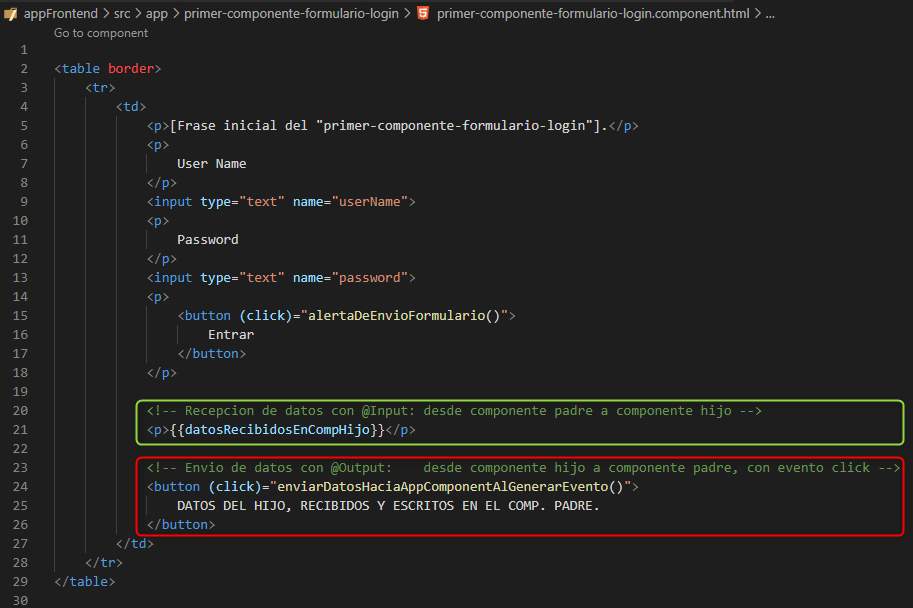 appFrontend > src > app > primer-componente-formulario-login > primer-componente-formulario-login.component.html > ...
Go to component
1
2 <table border>
3 <tr>
4 <td>
5 <p>[Frase inicial del "primer-componente-formulario-login"].</p>
6 <p>
7 User Name
8 </p>
9 <input type="text" name="userName">
10 <p>
11 Password
12 </p>
13 <input type="text" name="password">
14 <p>
15 <button (click)="alertaDeEnvioFormulario()">
16 Entrar
17 </button>
18 </p>
19
20 <!-- Recepcion de datos con @Input: desde componente padre a componente hijo -->
21 <p>{{datosRecibidosEnCompHijo}}</p>
22
23 <!-- Envio de datos con @Output:    desde componente hijo a componente padre, con evento click -->
24 <button (click)="enviarDatosHaciaAppComponentAlGenerarEvento()">
25 DATOS DEL HIJO, RECIBIDOS Y ESCRITOS EN EL COMP. PADRE.
26 </button>
27 </td>
28 </tr>
29 </table>
30